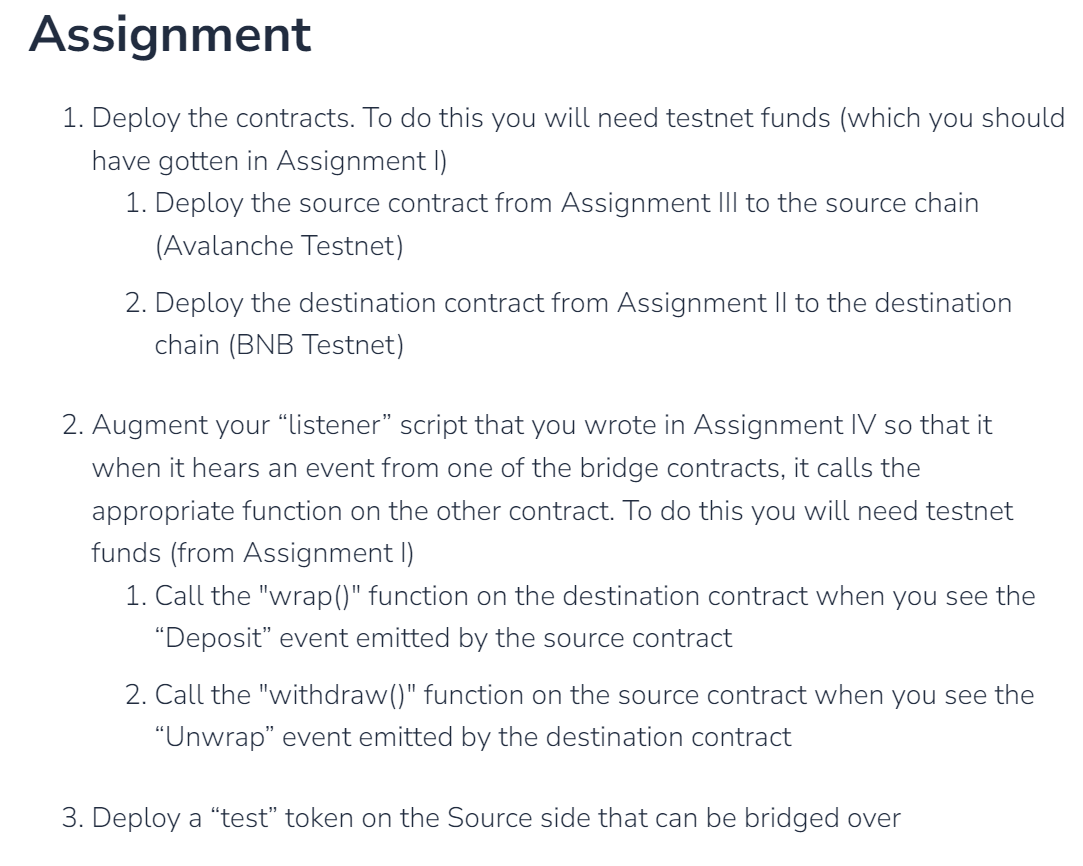 Assignment
1. Deploy the contracts. To do this you will need testnet funds (which you should
have gotten in Assignment I)
1. Deploy the source contract from Assignment III to the source chain
(Avalanche Testnet)
2. Deploy the destination contract from Assignment II to the destination
chain (BNB Testnet)
2. Augment your “listener” script that you wrote in Assignment IV so that it
when it hears an event from one of the bridge contracts, it calls the
appropriate function on the other contract. To do this you will need testnet
funds (from Assignment I)
1. Call the "wrap()" function on the destination contract when you see the
“Deposit” event emitted by the source contract
2. Call the "withdraw()" function on the source contract when you see the
“Unwrap” event emitted by the destination contract
3. Deploy a “test” token on the Source side that can be bridged over